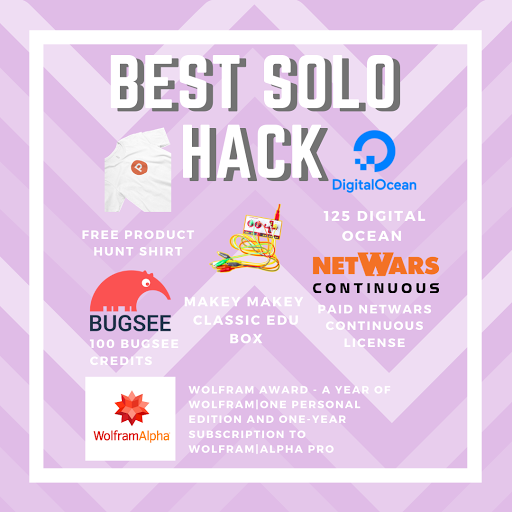 BEST SOLO
HACK
P
DigitalOcean
FREE PRODUCT
HUNT SHIRT
125 DIGITAL
OCEAN
NETWARS
CONTINUOUS
BUGSEE
100 BUGSEE
CREDITS
MAKEY MAKEY
CLASSIC EDU
BOX
PAID NETWARS
CONTINUOUS
LICENSE
WolframAlpha
WOLFRAM AWARD - A YEAR OF
WOLFRAM|ONE PERSONAL
EDITION AND ONE-YEAR
SUBSCRIPTION TO
WOLFRAM|ALPHA PRO